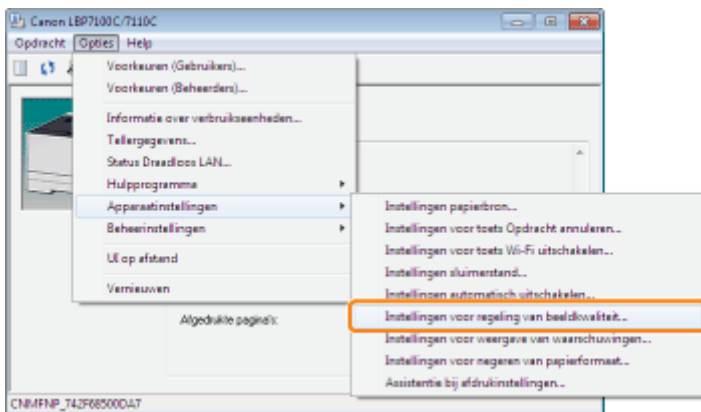 Canon LBP7100C/7110C
Opdracht Opties Help
Voorkeuren (Gebruikers)...
Voorkeuren (Beheerders)...
Informatie over verbruikseenheden...
Tellergegevens...
Status Draadloos LAN...
Hulpprogramma
Apparaatinstellingen
Beheerinstellingen
UI op afstand
Vernieuwen
Instellingen papierbron...
Instellingen voor toets Opdracht annuleren...
Instellingen voor toets Wi-Fi uitschakelen...
Instellingen sluimerstand...
Instellingen automatisch uitschakelen...
Instellingen voor regeling van beeldkwaliteit...
Instellingen voor weergave van waarschuwingen...
Instellingen voor negeren van papierformaat...
Assistentie bij afdrukinstellingen...
Afgedrukte pagina's:
CNMFNP_742F68500DA7